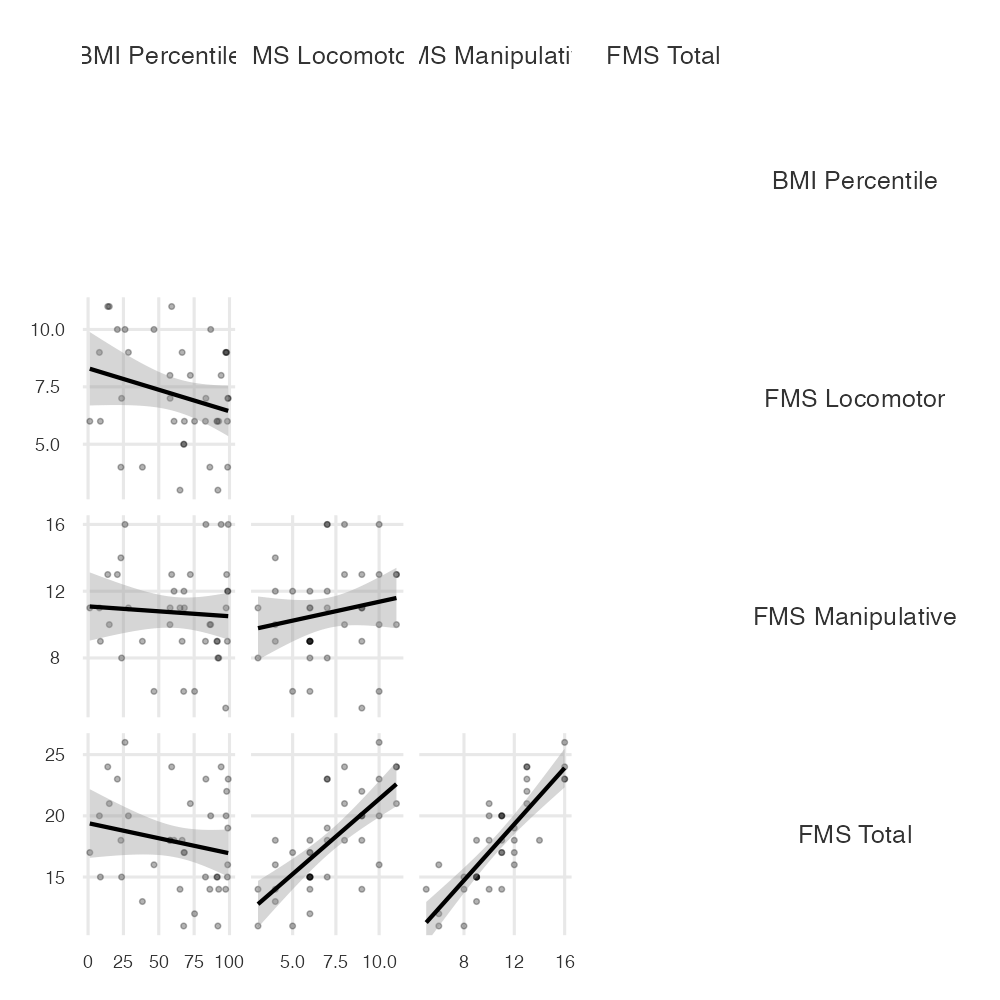 BMI Percentile MS Locomoto MS Manipulati FMS Total
BMI Percentile
10.0
7.5
5.0
FMS Locomotor
16
12
8
FMS Manipulative
25
20
15
FMS Total
0 25 50 75 100 5.0 7.5 10.0 8 12 16